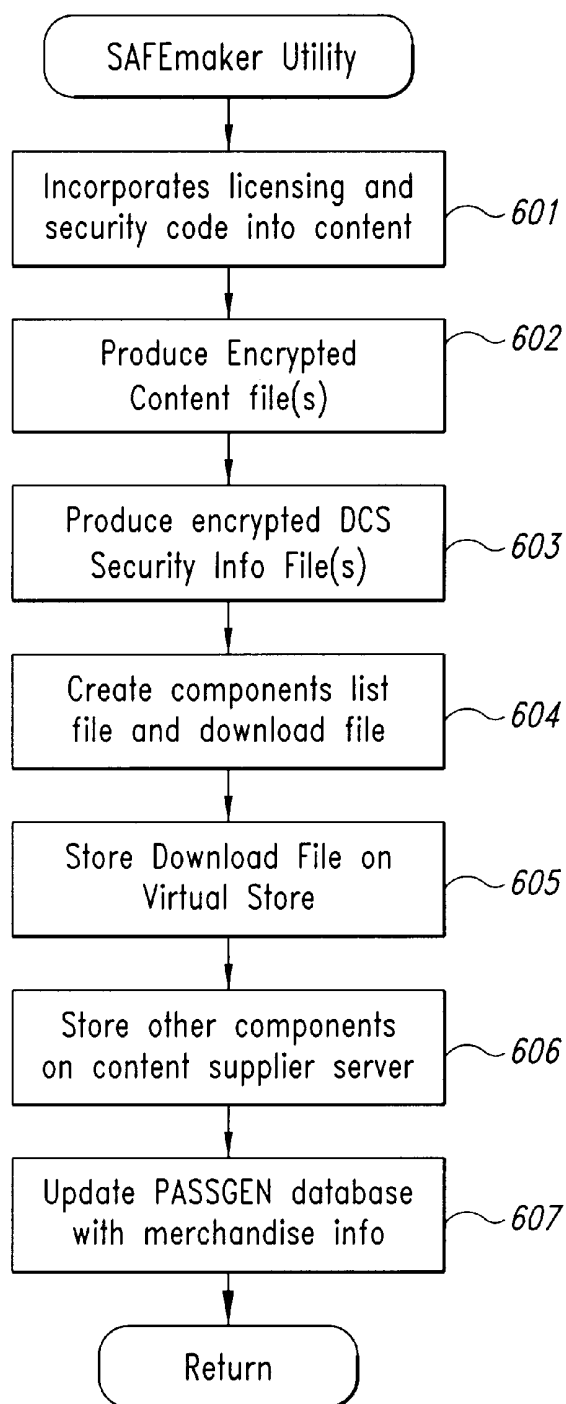 SAFEmaker Utility
Incorporates licensing and
security code into content
601
Produce Encrypted
Content file(s)
602
Produce encrypted DCS
Security Info File(s)
603
Create components list
file and download file
604
Store Download File on
Virtual Store
605
Store other components
on content supplier server
606
Update PASSGEN database
with merchandise info
607
Return